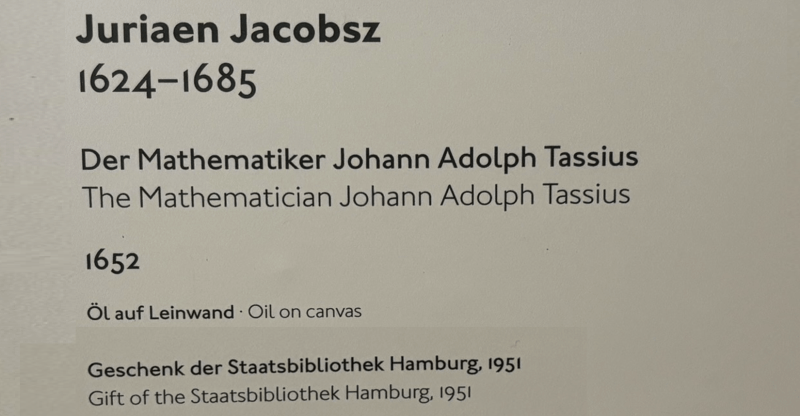 Juriaen Jacobsz
1624–1685
Der Mathematiker Johann Adolph Tassius
The Mathematician Johann Adolph Tassius
1652
Öl auf Leinwand · Oil on canvas
Geschenk der Staatsbibliothek Hamburg, 1951
Gift of the Staatsbibliothek Hamburg, 1951